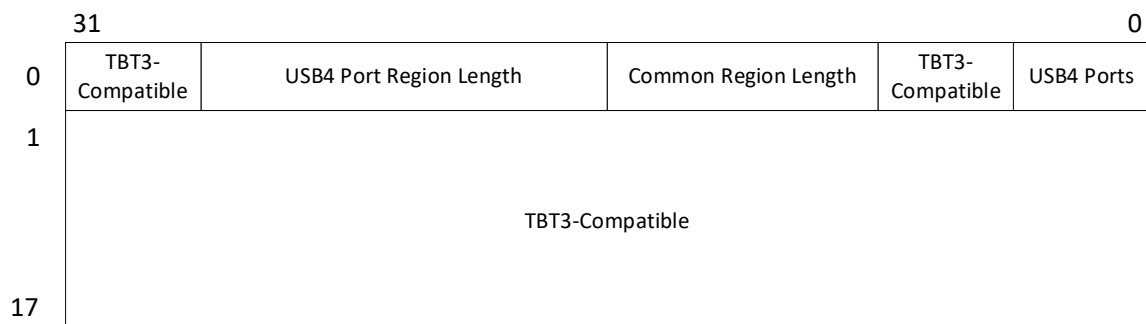 31 0
0 TBT3-
Compatible USB4 Port Region Length Common Region Length TBT3-
Compatible USB4 Ports
1
TBT3-Compatible
17